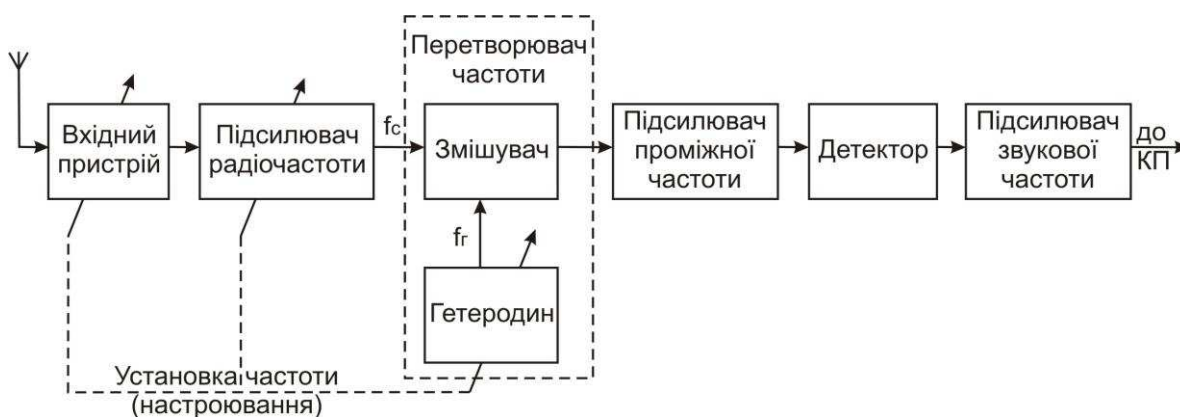 Перетворювач
частоти
Вхідний
пристрій
Підсилювач
радіочастоти
fс
Змішувач
Підсилювач
проміжної
частоти
Детектор
Підсилювач
звукової
частоти
до
КП
fг
Гетеродин
Установка частоти
(настроювання)